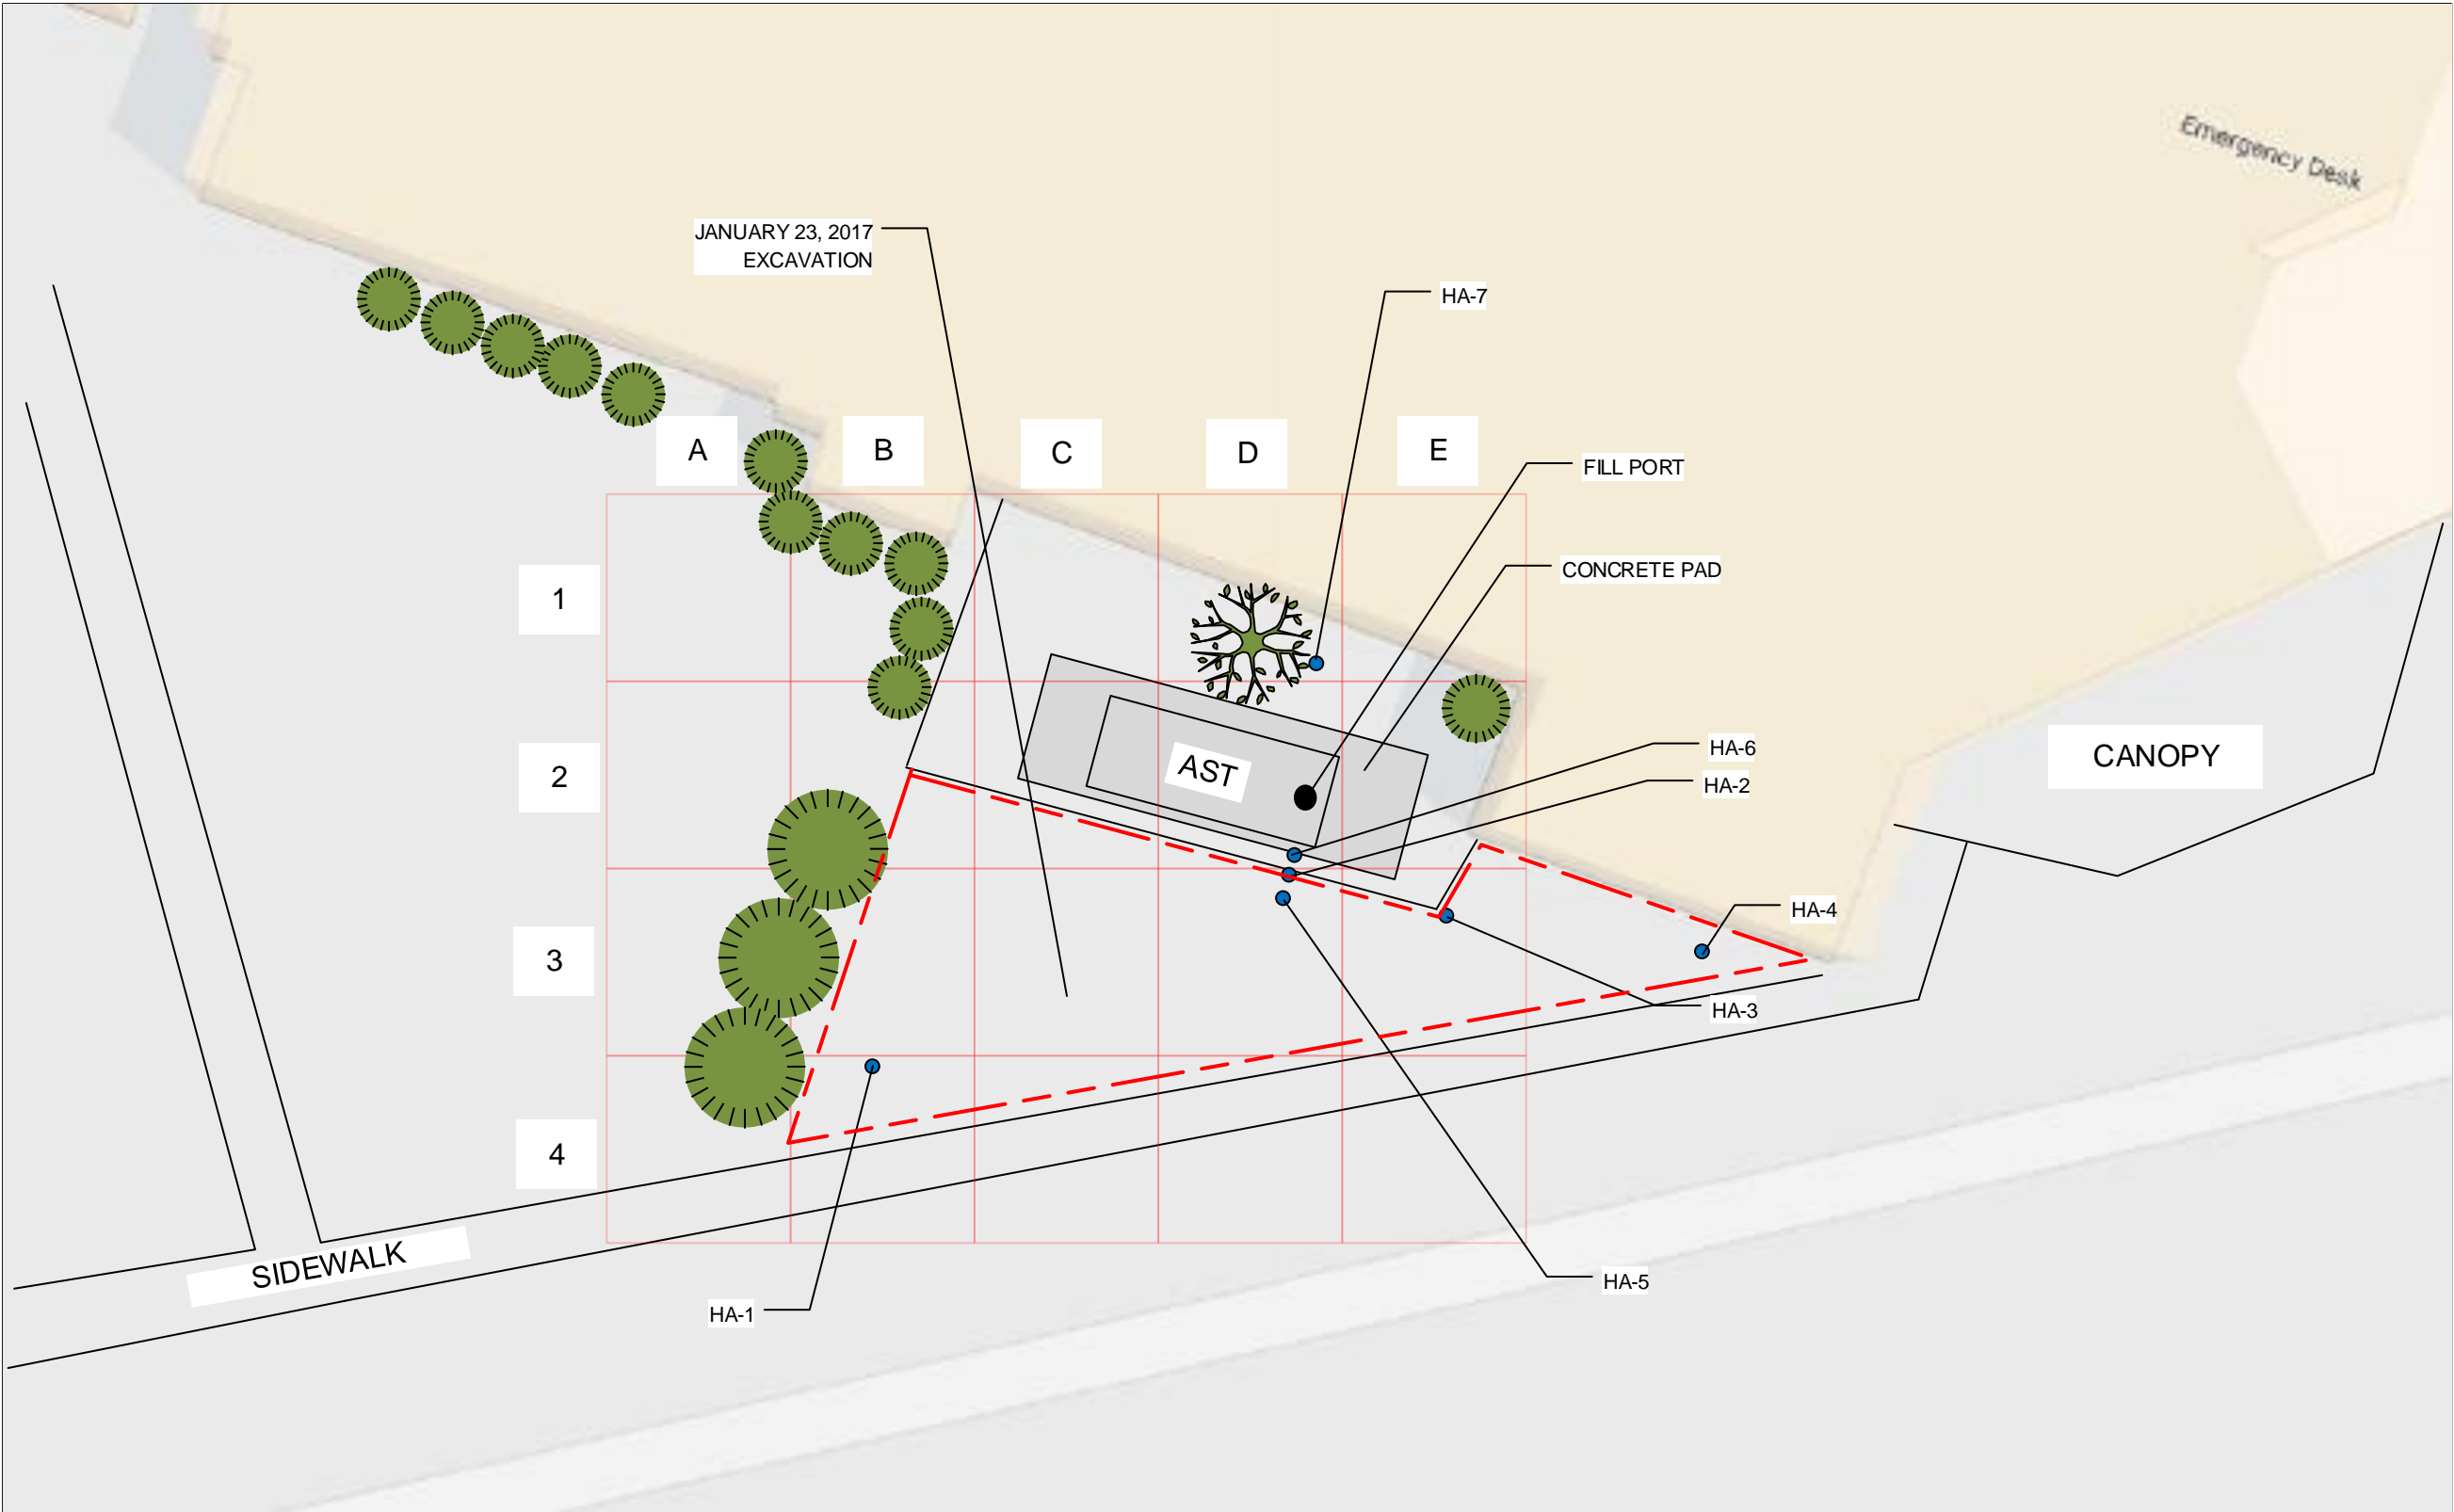 Emergency Desk
JANUARY 23, 2017
EXCAVATION
HA-7
A
B
C
D
E
FILL PORT
CONCRETE PAD
1
2
AST
HA-6
HA-2
CANOPY
HA-4
3
HA-3
4
SIDEWALK
HA-5
HA-1